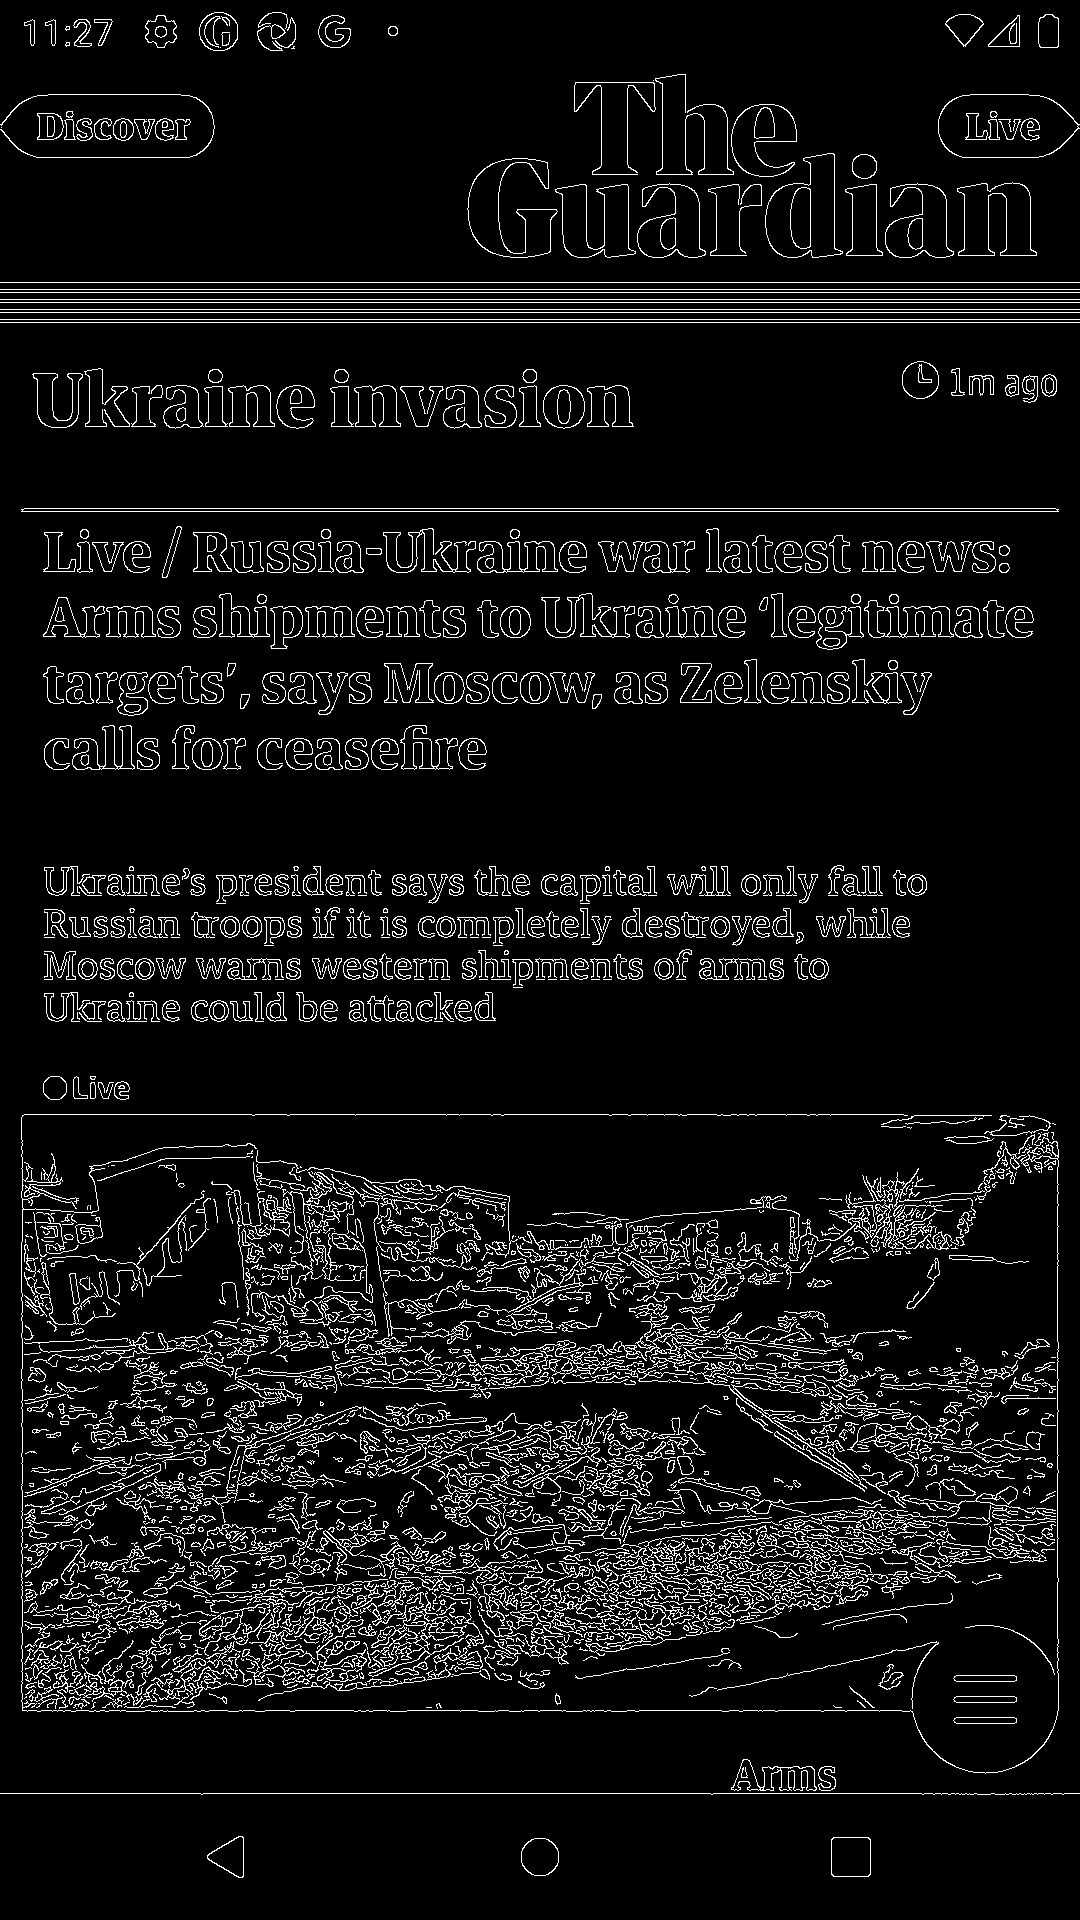 11:27
Discover
Live
The
Guardian
Ukraine invasion
1m ago
Live / Russia-Ukraine war latest news:
Arms shipments to Ukraine ‘legitimate
targets’, says Moscow, as Zelenskiy
calls for ceasefire
Ukraine’s president says the capital will only fall to
Russian troops if it is completely destroyed, while
Moscow warns western shipments of arms to
Ukraine could be attacked
Live
Arms